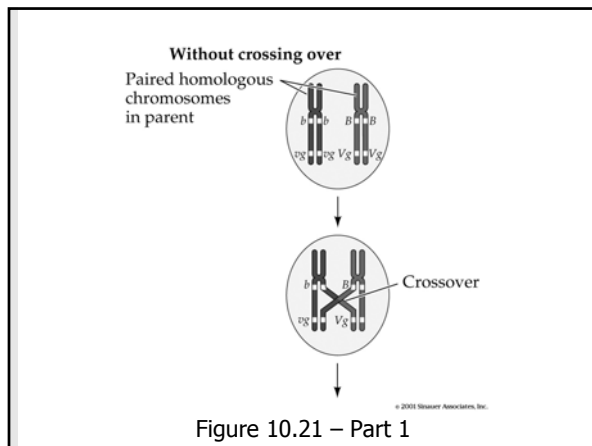 Without crossing over
Paired homologous
chromosomes
in parent
b b B B
vg vg Vg Vg
b B
Crossover
vg Vg
© 2001 Sinauer Associates, Inc.
Figure 10.21 – Part 1